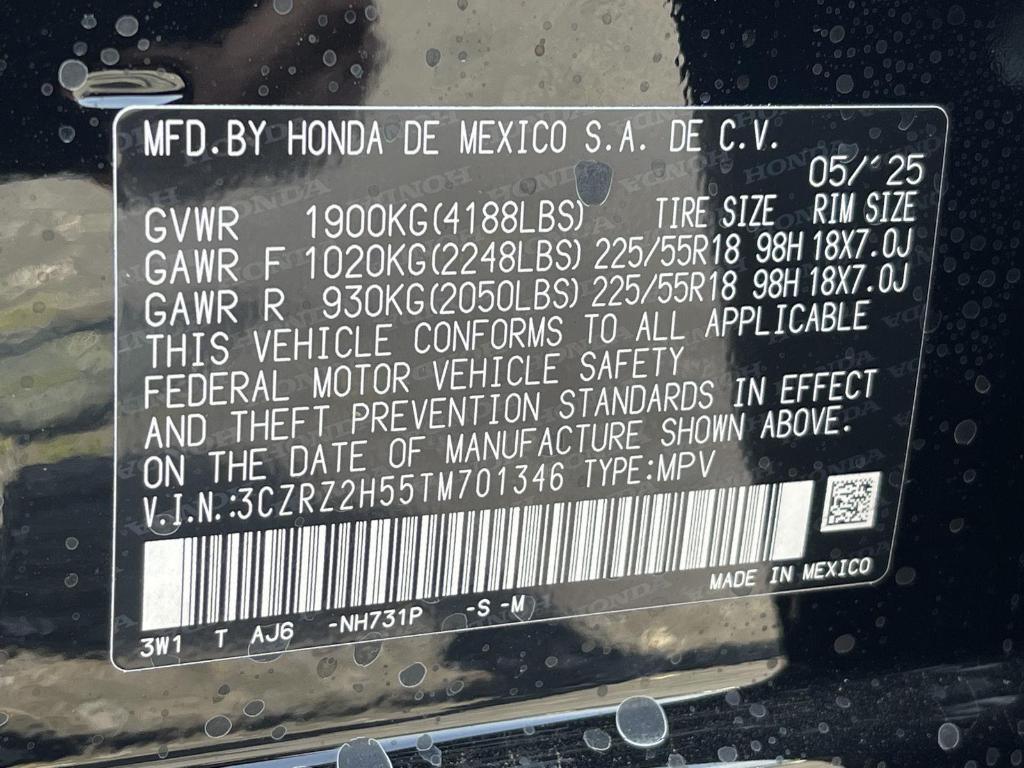 MFD.BY HONDA DE MEXICO S.A. DE C.V.
05/'25
GVWR 1900KG(4188LBS) TIRE SIZE RIM SIZE
GAWR F 1020KG(2248LBS) 225/55R18 98H 18X7.0J
GAWR R 930KG(2050LBS) 225/55R18 98H 18X7.0J
THIS VEHICLE CONFORMS TO ALL APPLICABLE
FEDERAL MOTOR VEHICLE SAFETY
AND THEFT PREVENTION STANDARDS IN EFFECT
ON THE DATE OF MANUFACTURE SHOWN ABOVE.
V.I.N.:3CZRZ2H55TM701346 TYPE:MPV
MADE IN MEXICO
3W1 T AJ6 -NH731P -S -M